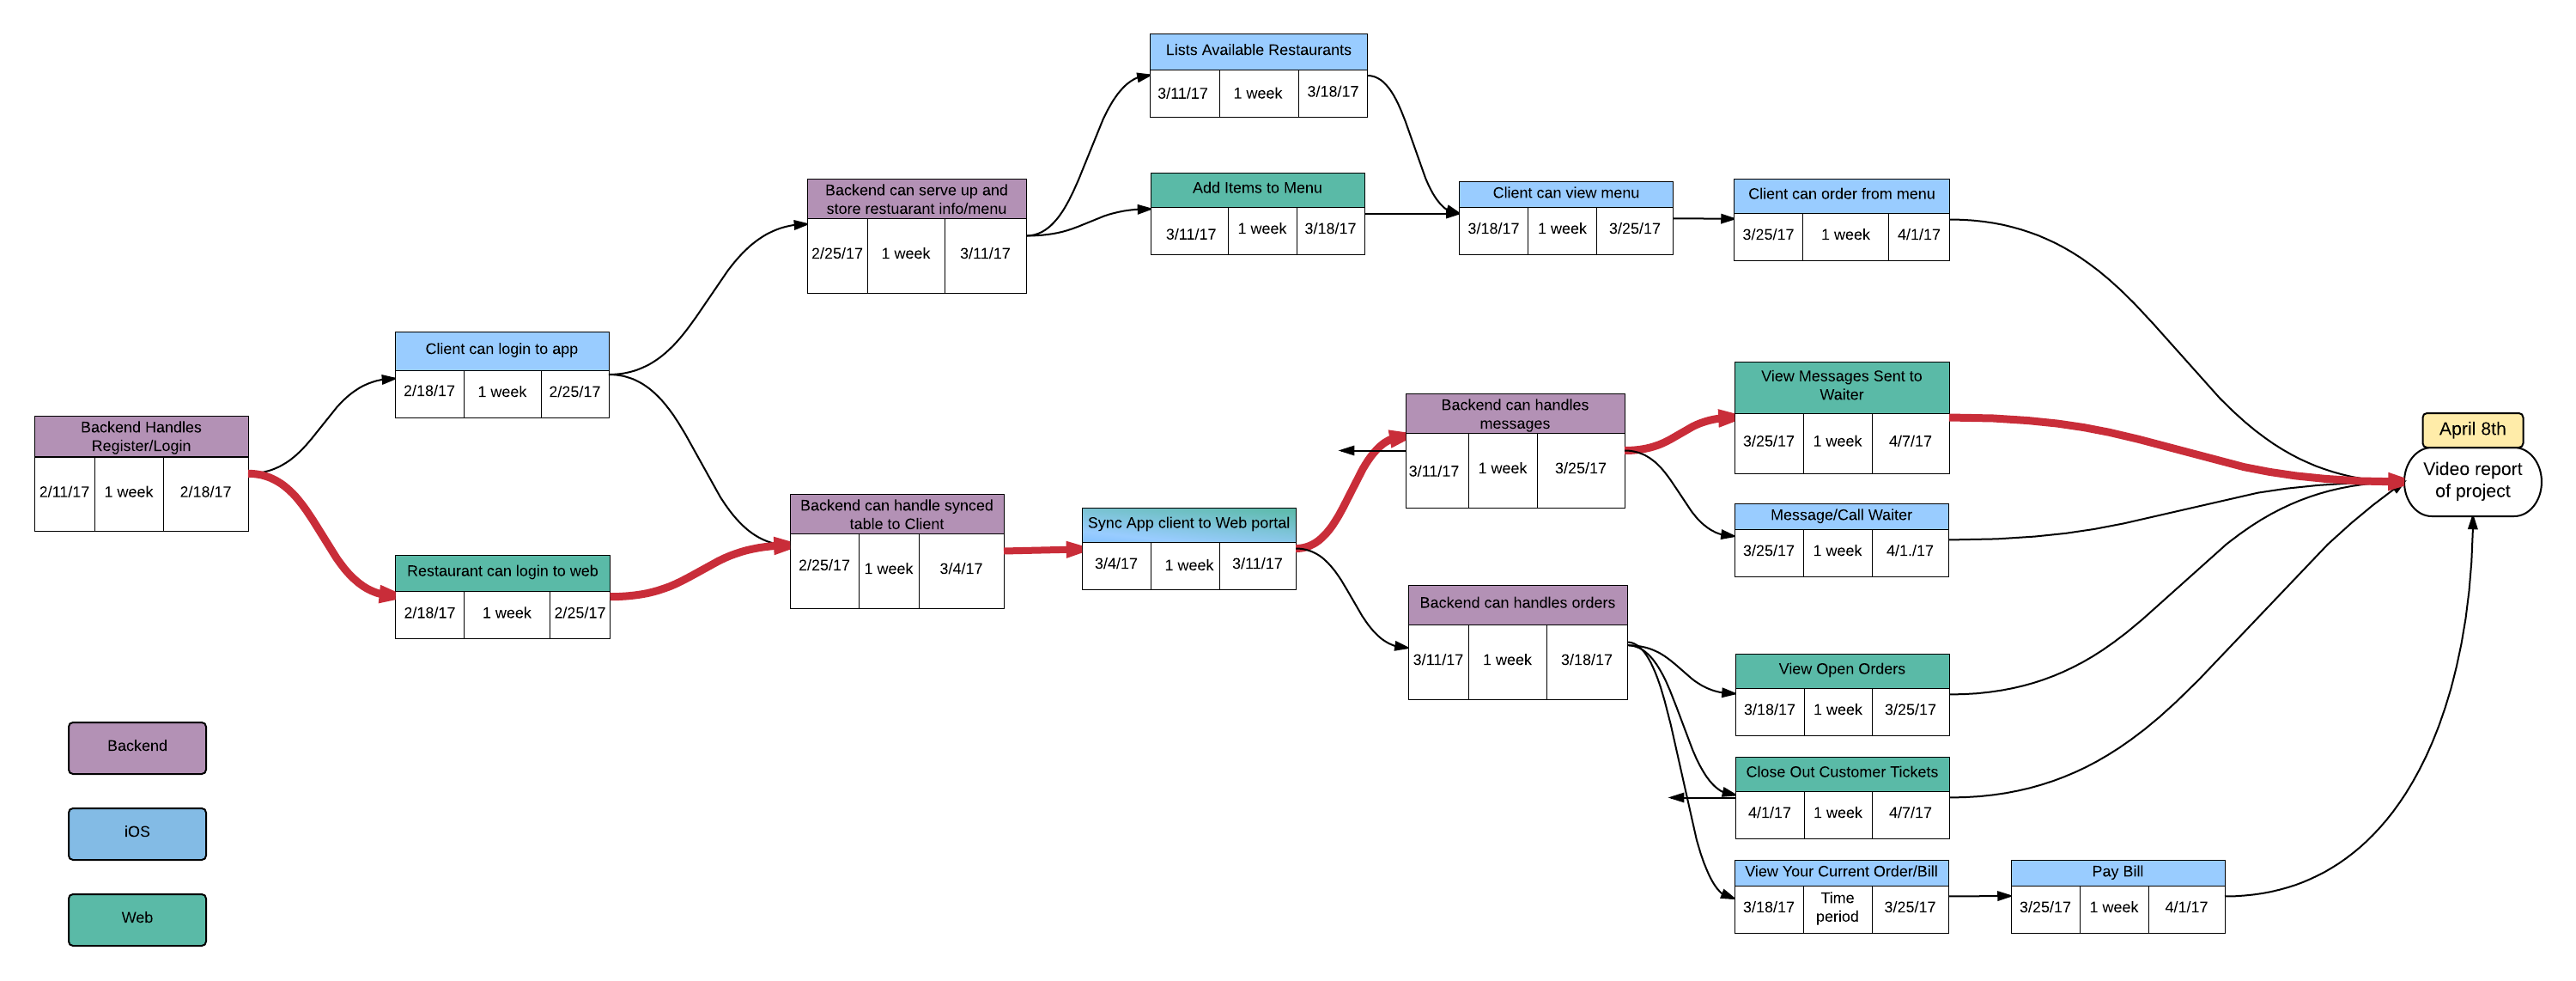 Lists Available Restaurants
3/11/17 1 week 3/18/17
Backend can serve up and
store restuarant info/menu
2/25/17 1 week 3/11/17
Add Items to Menu
3/11/17 1 week 3/18/17
Client can view menu
3/18/17 1 week 3/25/17
Client can order from menu
3/25/17 1 week 4/1/17
Client can login to app
2/18/17 1 week 2/25/17
Backend Handles
Register/Login
2/11/17 1 week 2/18/17
Restaurant can login to web
2/18/17 1 week 2/25/17
Backend can handle synced
table to Client
2/25/17 1 week 3/4/17
Sync App client to Web portal
3/4/17 1 week 3/11/17
Backend can handles
messages
3/11/17 1 week 3/25/17
View Messages Sent to
Waiter
3/25/17 1 week 4/7/17
Message/Call Waiter
3/25/17 1 week 4/1./17
April 8th
Video report
of project
Backend can handles orders
3/11/17 1 week 3/18/17
View Open Orders
3/18/17 1 week 3/25/17
Close Out Customer Tickets
4/1/17 1 week 4/7/17
View Your Current Order/Bill
3/18/17 Time period 3/25/17
Pay Bill
3/25/17 1 week 4/1/17
Backend
iOS
Web